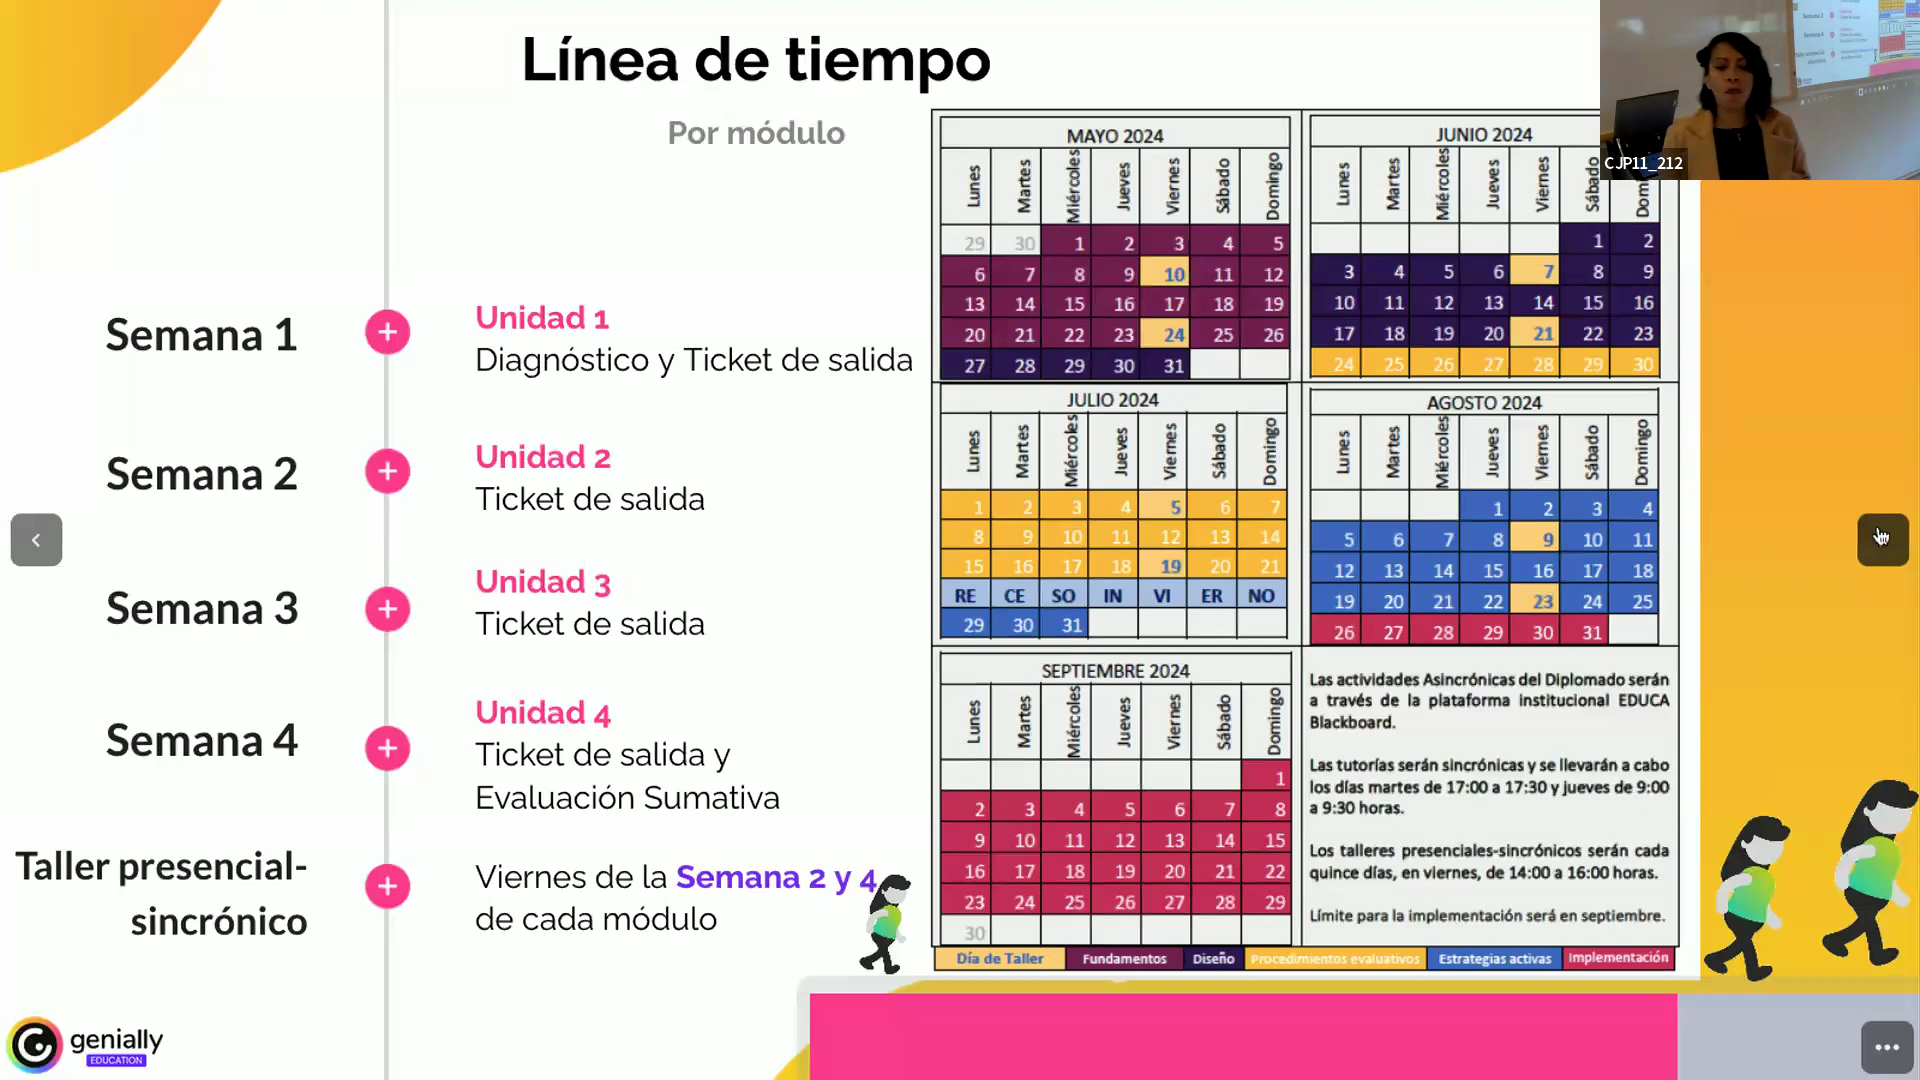 Línea de tiempo
Por módulo
Semana 1
Unidad 1
Diagnóstico y Ticket de salida
Semana 2
Unidad 2
Ticket de salida
Semana 3
Unidad 3
Ticket de salida
Semana 4
Unidad 4
Ticket de salida y
Evaluación Sumativa
Taller presencial-
sincrónico
Viernes de la Semana 2 y 4
de cada módulo
genially
EDUCATION
MAYO 2024
Lunes Martes Miércoles Jueves Viernes Sábado Domingo
29 30 1 2 3 4 5
6 7 8 9 10 11 12
13 14 15 16 17 18 19
20 21 22 23 24 25 26
27 28 29 30 31
JUNIO 2024
Lunes Martes Miércoles Jueves Viernes Sábado Domi
1 2
3 4 5 6 7 8 9
10 11 12 13 14 15 16
17 18 19 20 21 22 23
24 25 26 27 28 29 30
JULIO 2024
Lunes Martes Miércoles Jueves Viernes Sábado Domingo
1 2 3 4 5 6 7
8 9 10 11 12 13 14
15 16 17 18 19 20 21
RE CE SO IN VI ER NO
29 30 31
AGOSTO 2024
Lunes Martes Miércoles Jueves Viernes Sábado Domingo
1 2 3 4
5 6 7 8 9 10 11
12 13 14 15 16 17 18
19 20 21 22 23 24 25
26 27 28 29 30 31
SEPTIEMBRE 2024
Lunes Martes Miércoles Jueves Viernes Sábado Domingo
1
2 3 4 5 6 7 8
9 10 11 12 13 14 15
16 17 18 19 20 21 22
23 24 25 26 27 28 29
30
Las actividades Asincrónicas del Diplomado serán
a través de la plataforma institucional EDUCA
Blackboard.
Las tutorías serán sincrónicas y se llevarán a cabo
los días martes de 17:00 a 17:30 y jueves de 9:00
a 9:30 horas.
Los talleres presenciales-sincrónicos serán cada
quince días, en viernes, de 14:00 a 16:00 horas.
Límite para la implementación será en septiembre.
Día de Taller Fundamentos Diseño Procedimientos evaluativos Estrategias activas Implementación
CJP11_212